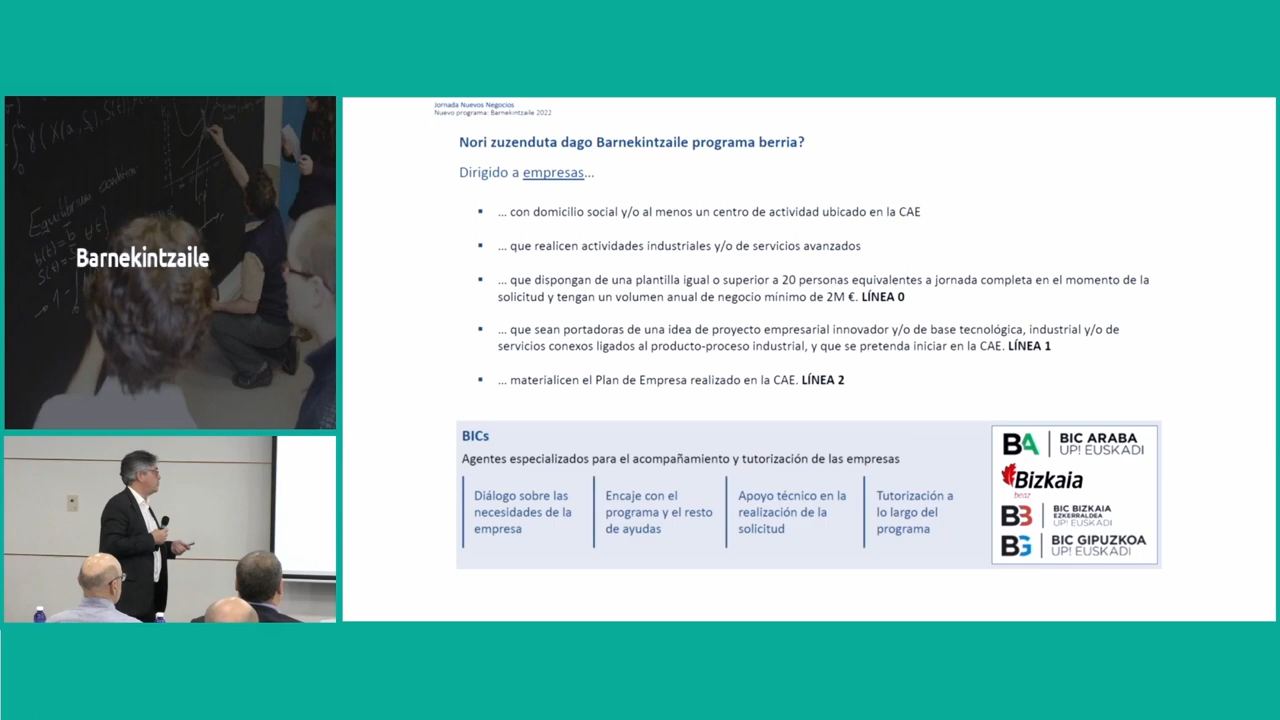 Barnekintzaile
Jornada Nuevos Negocios
Nuevo programa: Barnekintzaile 2022
Nori zuzenduta dago Barnekintzaile programa berria?
Dirigido a empresas...
▪ ... con domicilio social y/o al menos un centro de actividad ubicado en la CAE
▪ ... que realicen actividades industriales y/o de servicios avanzados
▪ ... que dispongan de una plantilla igual o superior a 20 personas equivalentes a jornada completa en el momento de la
solicitud y tengan un volumen anual de negocio mínimo de 2M €. LÍNEA 0
▪ ... que sean portadoras de una idea de proyecto empresarial innovador y/o de base tecnológica, industrial y/o de
servicios conexos ligados al producto-proceso industrial, y que se pretenda iniciar en la CAE. LÍNEA 1
▪ ... materialicen el Plan de Empresa realizado en la CAE. LÍNEA 2
BICs
Agentes especializados para el acompañamiento y tutorización de las empresas
Diálogo sobre las
necesidades de la
empresa
Encaje con el
programa y el resto
de ayudas
Apoyo técnico en la
realización de la
solicitud
Tutorización a
lo largo del
programa
BA BIC ARABA
UP! EUSKADI
Bizkaia
beaz
BB BIC BIZKAIA
EZKERRALDEA
UP! EUSKADI
BG BIC GIPUZKOA
UP! EUSKADI